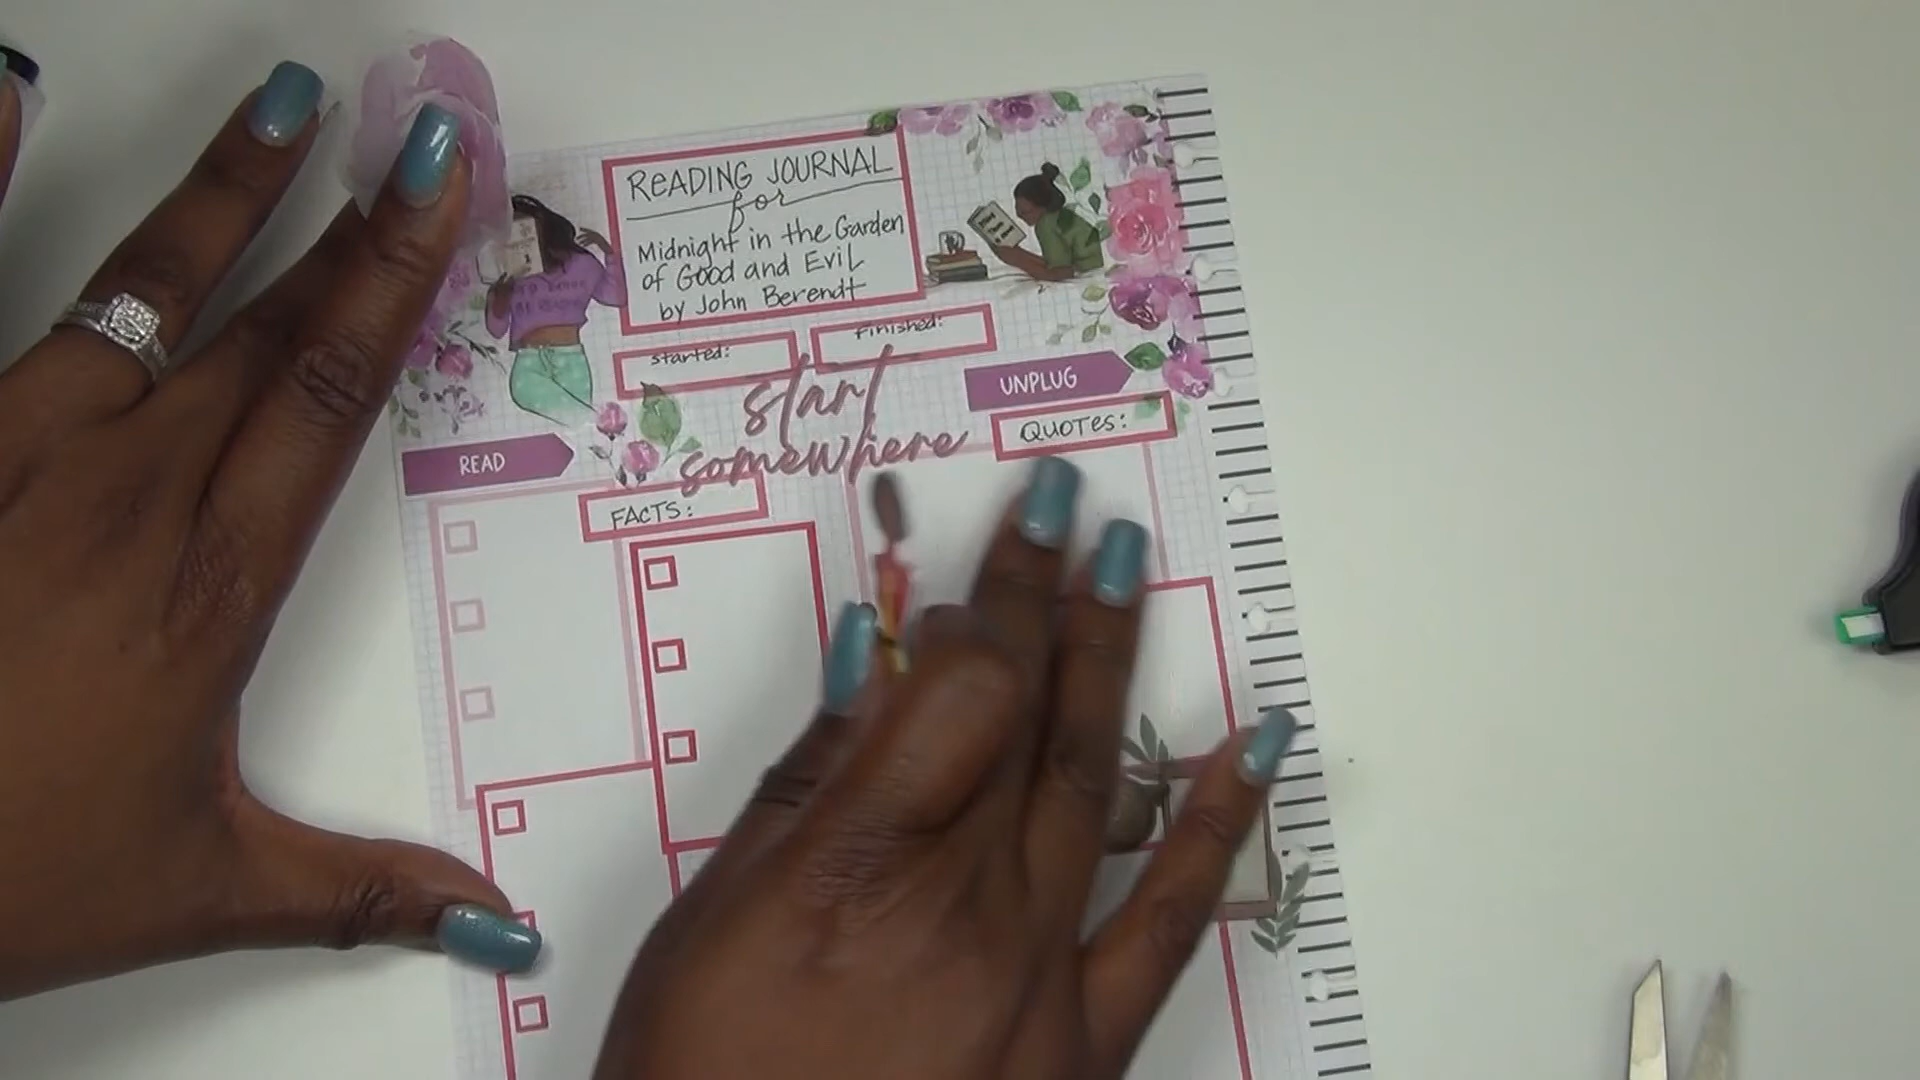 READING JOURNAL
for
Midnight in the Garden
of Good and Evil
by John Berendt
started:
finished:
start
somewhere
UNPLUG
QUOTES:
READ
FACTS: